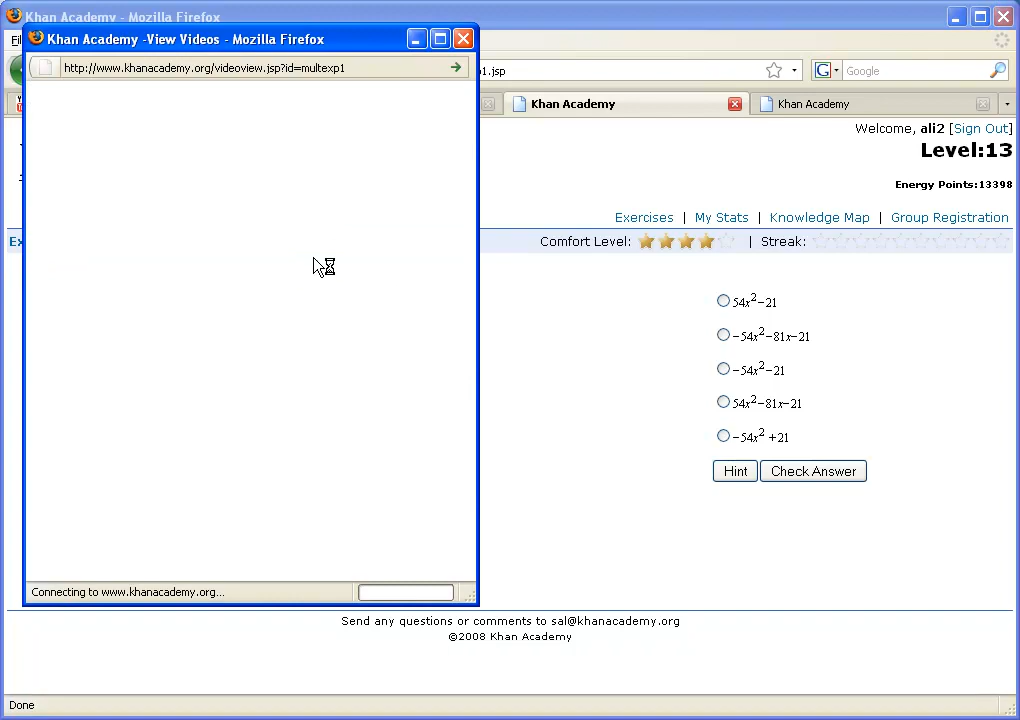 Khan Academy - Mozilla Firefox
Khan Academy -View Videos - Mozilla Firefox
http://www.khanacademy.org/videoview.jsp?id=multexp1
p1.jsp
Google
Khan Academy
Khan Academy
Welcome, ali2 [Sign Out]
Level:13
Energy Points:13398
Exercises | My Stats | Knowledge Map | Group Registration
Ex
Comfort Level: | Streak:
54x²−21
−54x²−81x−21
−54x²−21
54x²−81x−21
−54x² +21
Hint Check Answer
Connecting to www.khanacademy.org...
Send any questions or comments to sal@khanacademy.org
©2008 Khan Academy
Done